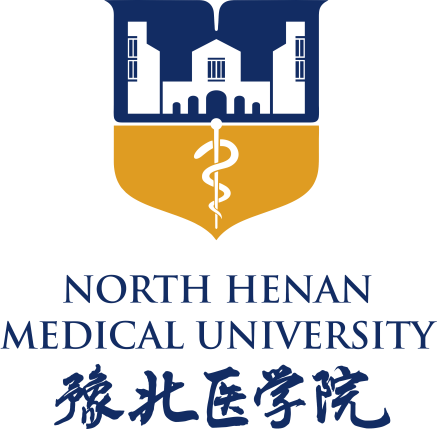 NORTH HENAN
MEDICAL UNIVERSITY
豫北医学院